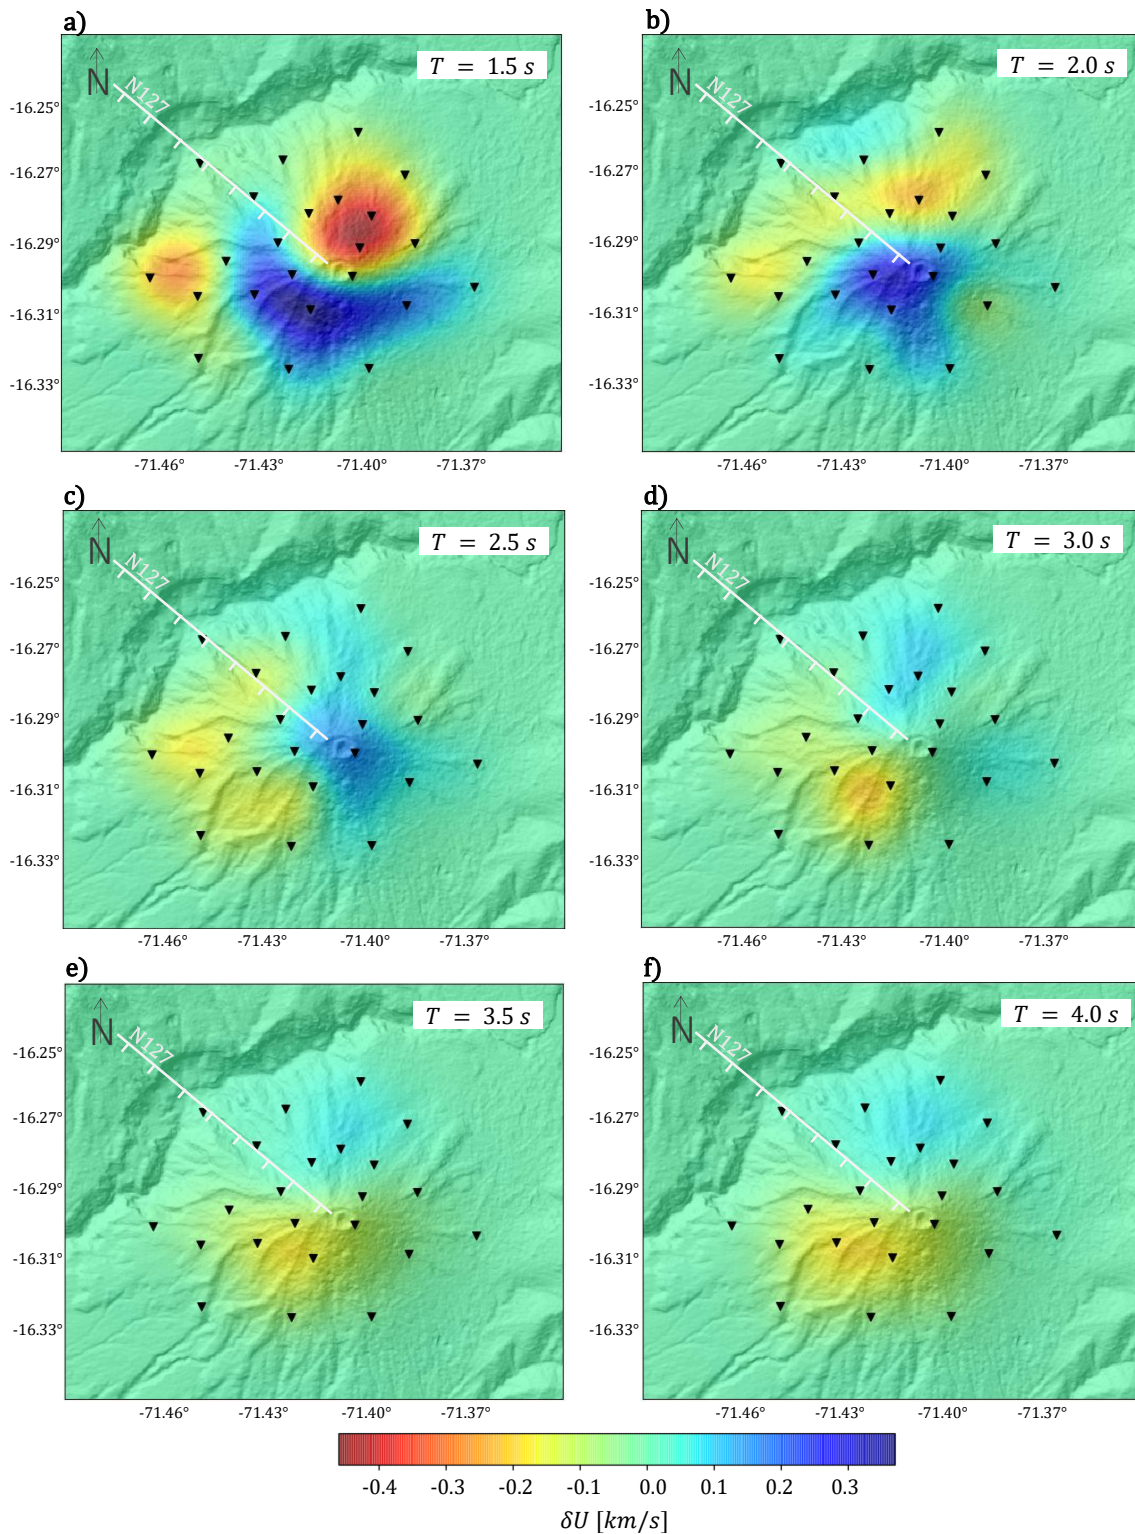 a)
b)
T = 1.5 s
T = 2.0 s
N
N127
N
N127
-16.25°
-16.27°
-16.29°
-16.31°
-16.33°
-16.25°
-16.27°
-16.29°
-16.31°
-16.33°
-71.46°
-71.43°
-71.40°
-71.37°
-71.46°
-71.43°
-71.40°
-71.37°
c)
d)
T = 2.5 s
T = 3.0 s
N
N127
N
N127
-16.25°
-16.27°
-16.29°
-16.31°
-16.33°
-16.25°
-16.27°
-16.29°
-16.31°
-16.33°
-71.46°
-71.43°
-71.40°
-71.37°
-71.46°
-71.43°
-71.40°
-71.37°
e)
f)
T = 3.5 s
T = 4.0 s
N
N127
N
N127
-16.25°
-16.27°
-16.29°
-16.31°
-16.33°
-16.25°
-16.27°
-16.29°
-16.31°
-16.33°
-71.46°
-71.43°
-71.40°
-71.37°
-71.46°
-71.43°
-71.40°
-71.37°
-0.4 -0.3 -0.2 -0.1 0.0 0.1 0.2 0.3
δU [km/s]